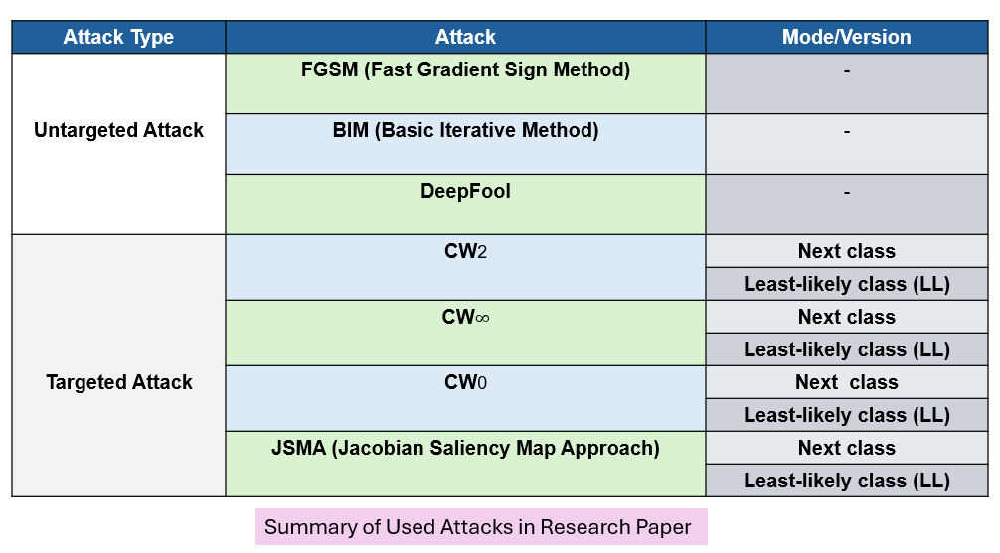 Attack Type Attack Mode/Version
FGSM (Fast Gradient Sign Method) -
Untargeted Attack BIM (Basic Iterative Method) -
DeepFool -
CW2 Next class
Least-likely class (LL)
CW∞ Next class
Least-likely class (LL)
Targeted Attack CW0 Next  class
Least-likely class (LL)
JSMA (Jacobian Saliency Map Approach) Next class
Least-likely class (LL)
Summary of Used Attacks in Research Paper